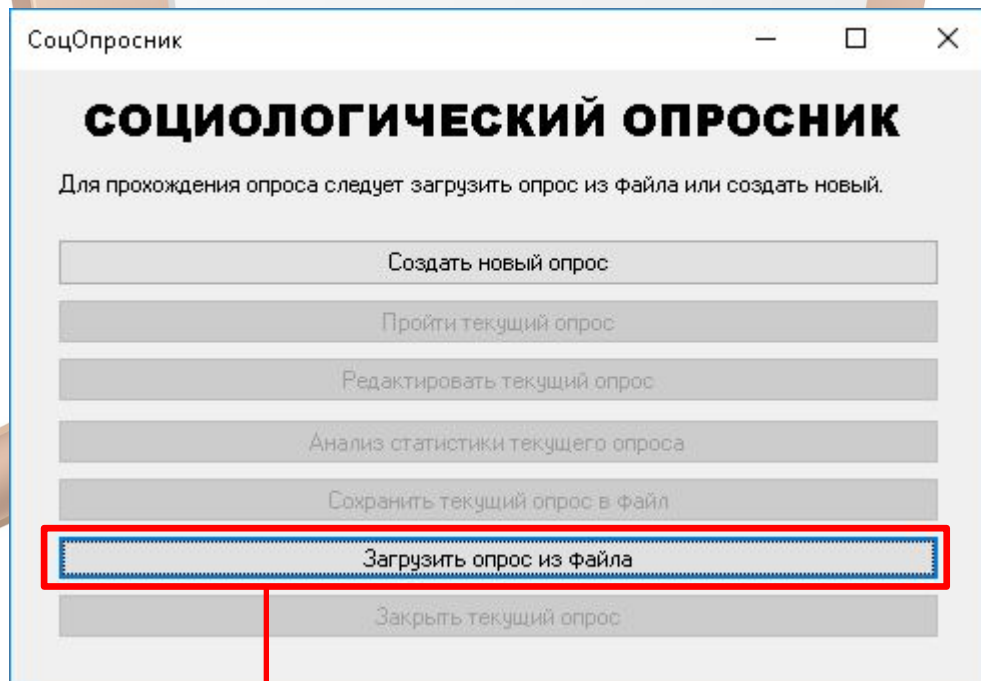 СоцОпросник
СОЦИОЛОГИЧЕСКИЙ ОПРОСНИК
Для прохождения опроса следует загрузить опрос из файла или создать новый.
Создать новый опрос
Пройти текущий опрос
Редактировать текущий опрос
Анализ статистики текущего опроса
Сохранить текущий опрос в файл
Загрузить опрос из файла
Закрыть текущий опрос